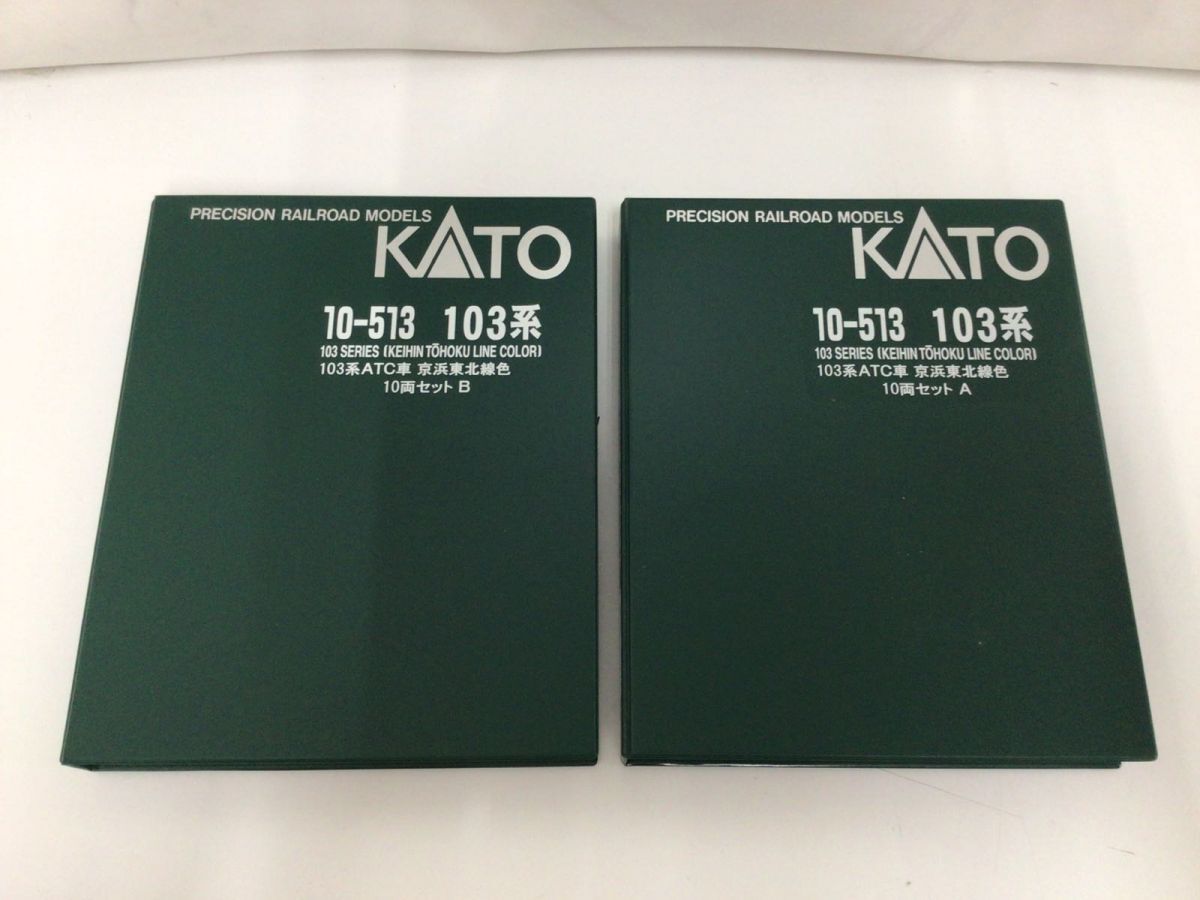 PRECISION RAILROAD MODELS
KATO
10-513 103系
103 SERIES (KEIHIN TŌHOKU LINE COLOR)
103系ATC車 京浜東北線色
10両セット B
PRECISION RAILROAD MODELS
KATO
10-513 103系
103 SERIES (KEIHIN TŌHOKU LINE COLOR)
103系ATC車 京浜東北線色
10両セット A